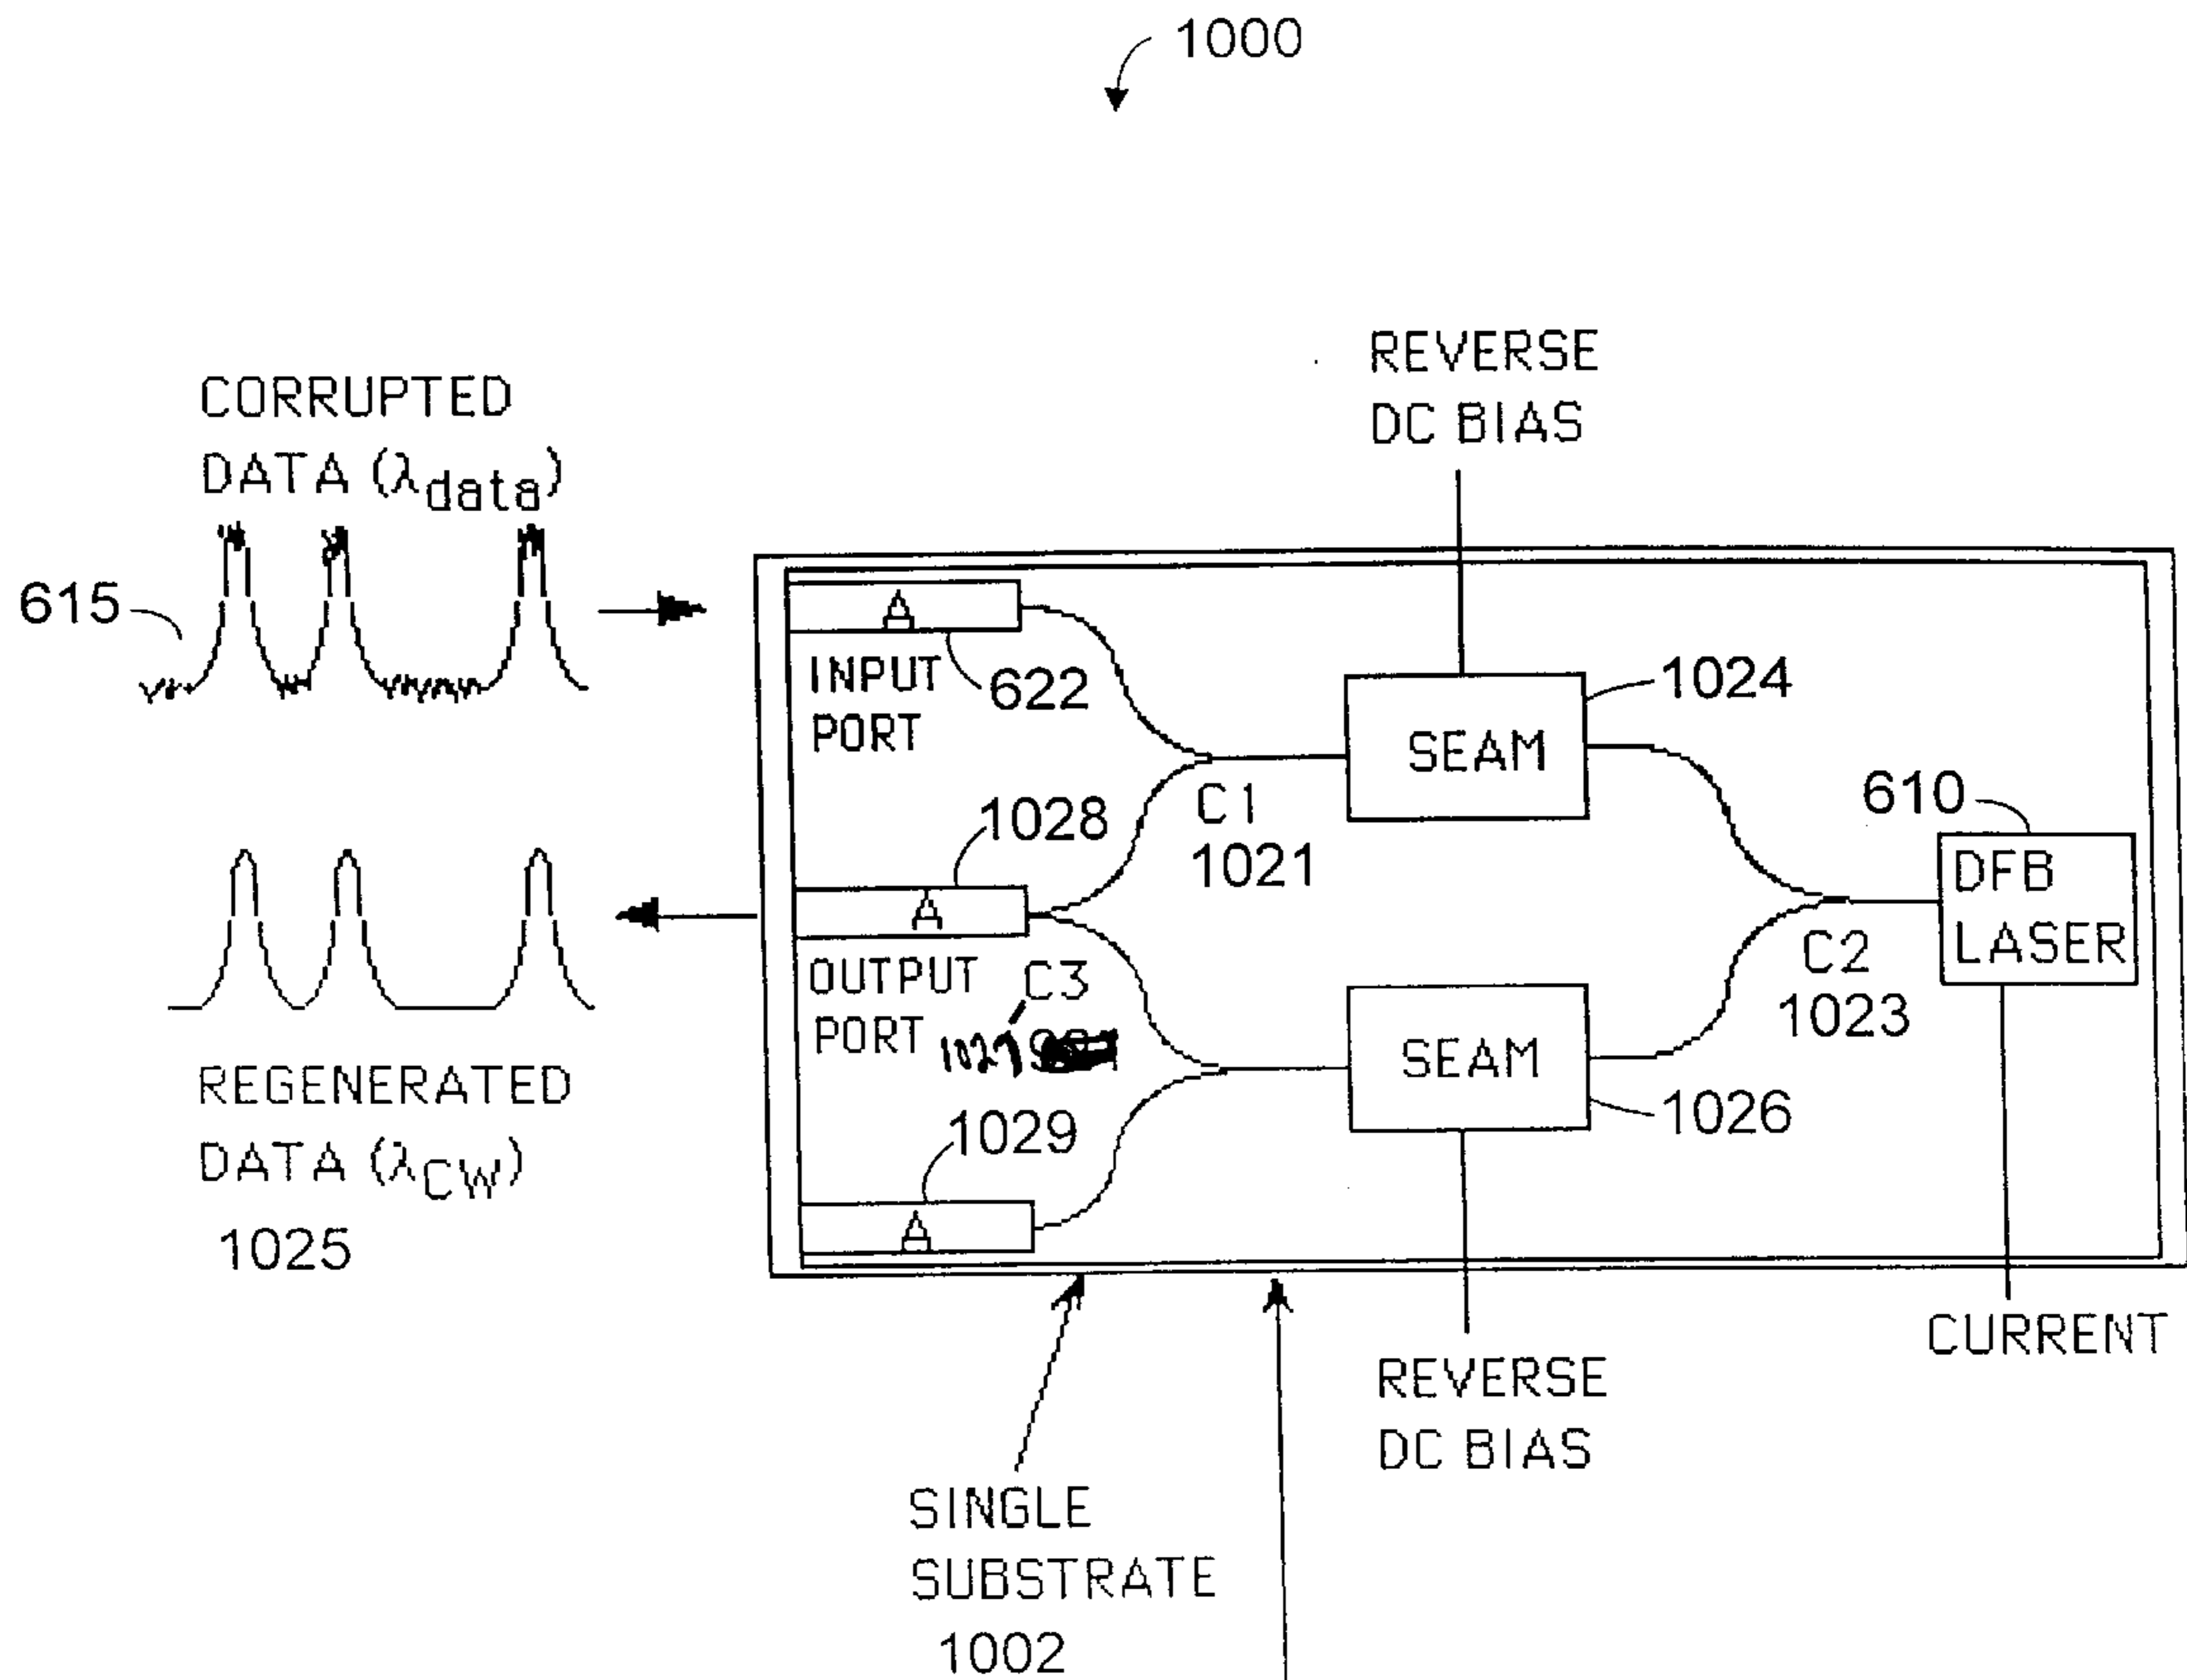 1000
REVERSE
DC BIAS
CORRUPTED
DATA (λdata)
615
A
INPUT
PORT
622
SEAM
1024
C1
1021
1028
A
OUTPUT
PORT
C3
1027
610
DFB
LASER
C2
1023
SEAM
1026
REGENERATED
DATA (λCW)
1025
1029
A
CURRENT
REVERSE
DC BIAS
SINGLE
SUBSTRATE
1002